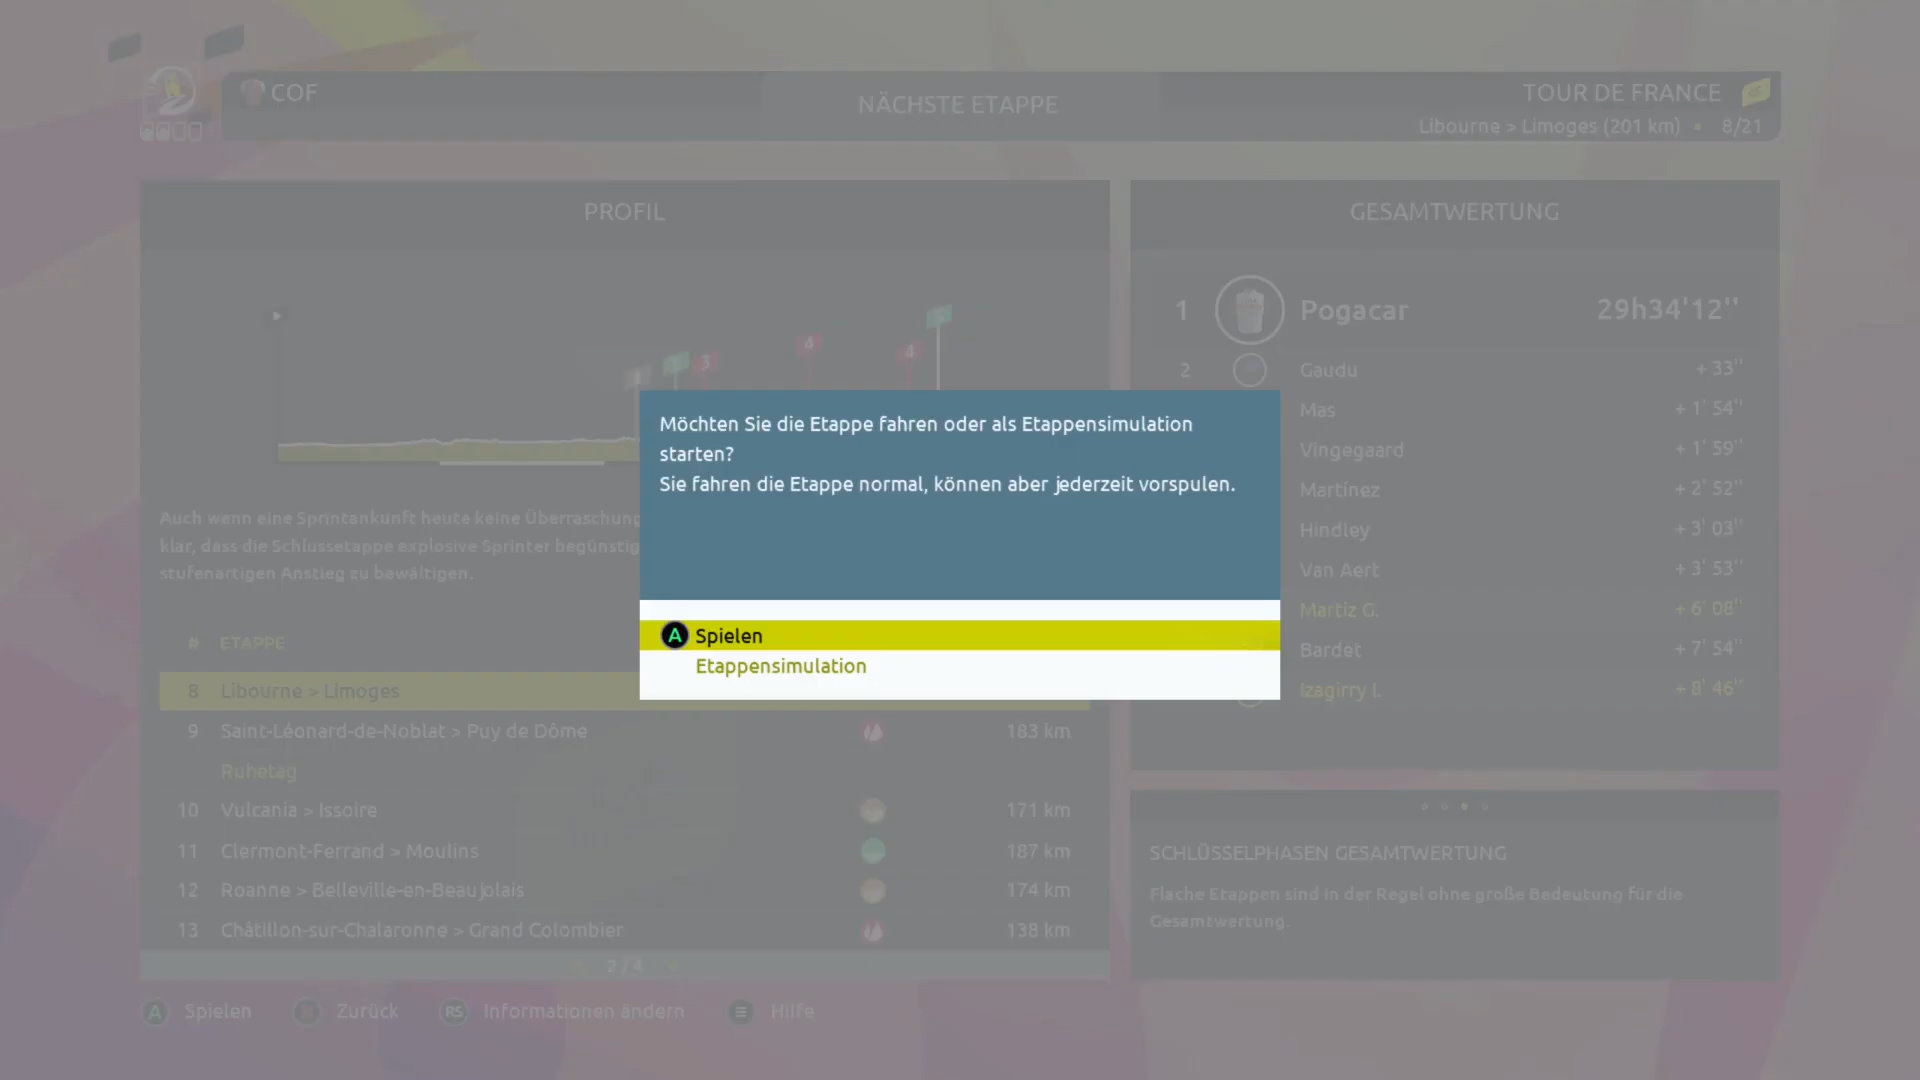 COF
NÄCHSTE ETAPPE
TOUR DE FRANCE
Libourne > Limoges (201 km) • 8/21
PROFIL
3
4
4
Auch wenn eine Sprintankunft heute keine Überraschung
klar, dass die Schlussetappe explosive Sprinter begünstig
stufenartigen Anstieg zu bewältigen.
# ETAPPE
8 Libourne > Limoges
9 Saint-Léonard-de-Noblat > Puy de Dôme 183 km
Ruhetag
10 Vulcania > Issoire 171 km
11 Clermont-Ferrand > Moulins 187 km
12 Roanne > Belleville-en-Beaujolais 174 km
13 Châtillon-sur-Chalaronne > Grand Colombier 138 km
2 / 4
Möchten Sie die Etappe fahren oder als Etappensimulation
starten?
Sie fahren die Etappe normal, können aber jederzeit vorspulen.
A Spielen
Etappensimulation
GESAMTWERTUNG
1 Pogacar 29h34'12''
2 Gaudu + 33''
Mas + 1' 54''
Vingegaard + 1' 59''
Martinez + 2' 52''
Hindley + 3' 03''
Van Aert + 3' 53''
Martiz G. + 6' 08''
Bardet + 7' 54''
Izagirry I. + 8' 46''
SCHLÜSSELPHASEN GESAMTWERTUNG
Flache Etappen sind in der Regel ohne große Bedeutung für die
Gesamtwertung.
A Spielen Zurück RS Informationen ändern Hilfe